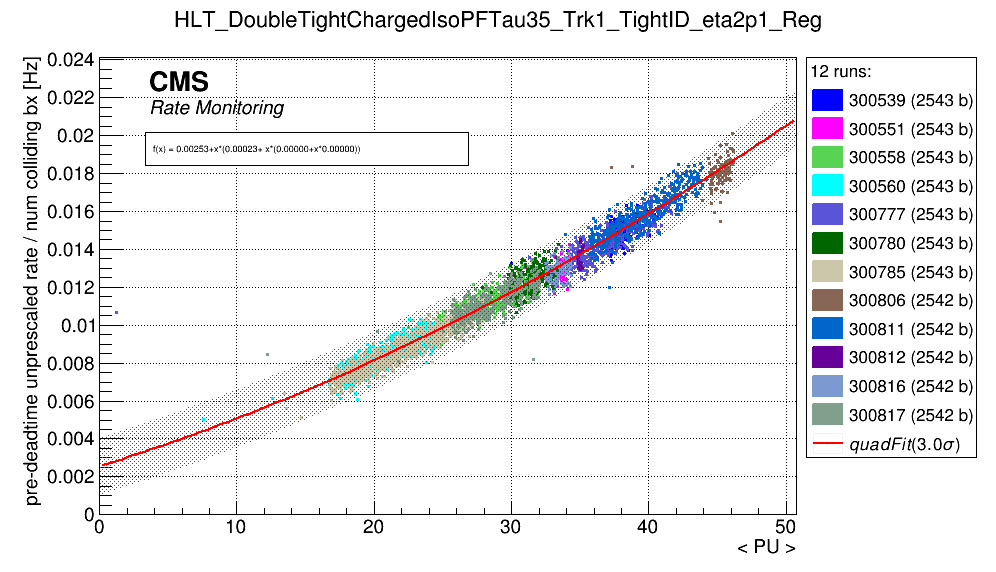 HLT_DoubleTightChargedIsoPFTau35_Trk1_TightID_eta2p1_Reg
pre-deadtime unprescaled rate / num colliding bx [Hz]
0.024
0.022
0.02
0.018
0.016
0.014
0.012
0.01
0.008
0.006
0.004
0.002
0
CMS
Rate Monitoring
f(x) = 0.00253+x*(0.00023+ x*(0.00000+x*0.00000))
0 10 20 30 40 50
< PU >
12 runs:
300539 (2543 b)
300551 (2543 b)
300558 (2543 b)
300560 (2543 b)
300777 (2543 b)
300780 (2543 b)
300785 (2543 b)
300806 (2542 b)
300811 (2542 b)
300812 (2542 b)
300816 (2542 b)
300817 (2542 b)
quadFit(3.0σ)